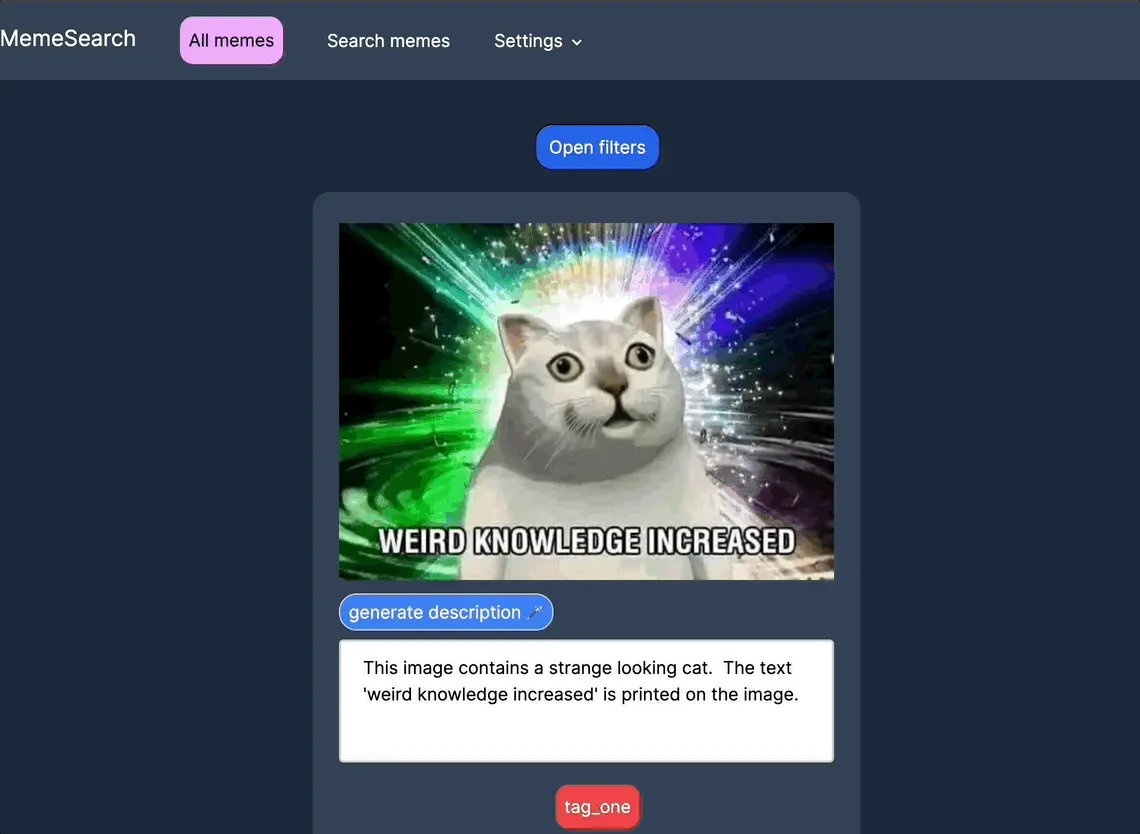 MemeSearch
All memes
Search memes
Settings
Open filters
WEIRD KNOWLEDGE INCREASED
generate description
This image contains a strange looking cat.  The text
'weird knowledge increased' is printed on the image.
tag_one